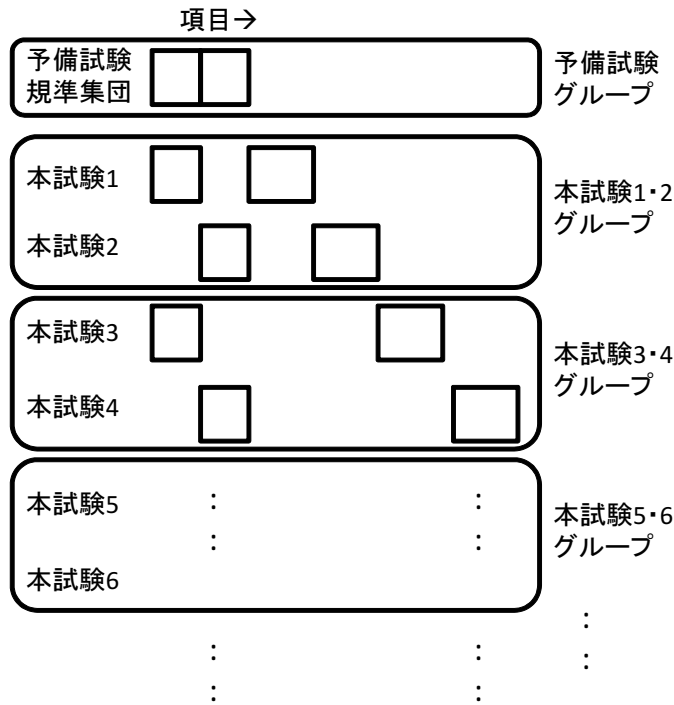 項目→
予備試験
規準集団
予備試験
グループ
本試験1
本試験2
本試験1・2
グループ
本試験3
本試験4
本試験3・4
グループ
本試験5
：　：
：　：
本試験6
本試験5・6
グループ
：
：
：　：
：　：